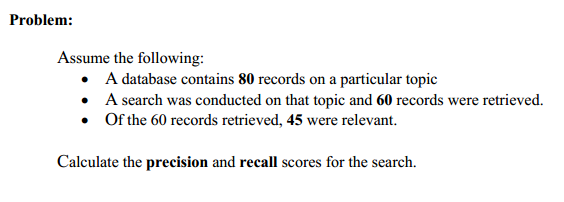 Problem:
Assume the following:
• A database contains 80 records on a particular topic
• A search was conducted on that topic and 60 records were retrieved.
• Of the 60 records retrieved, 45 were relevant.
Calculate the precision and recall scores for the search.